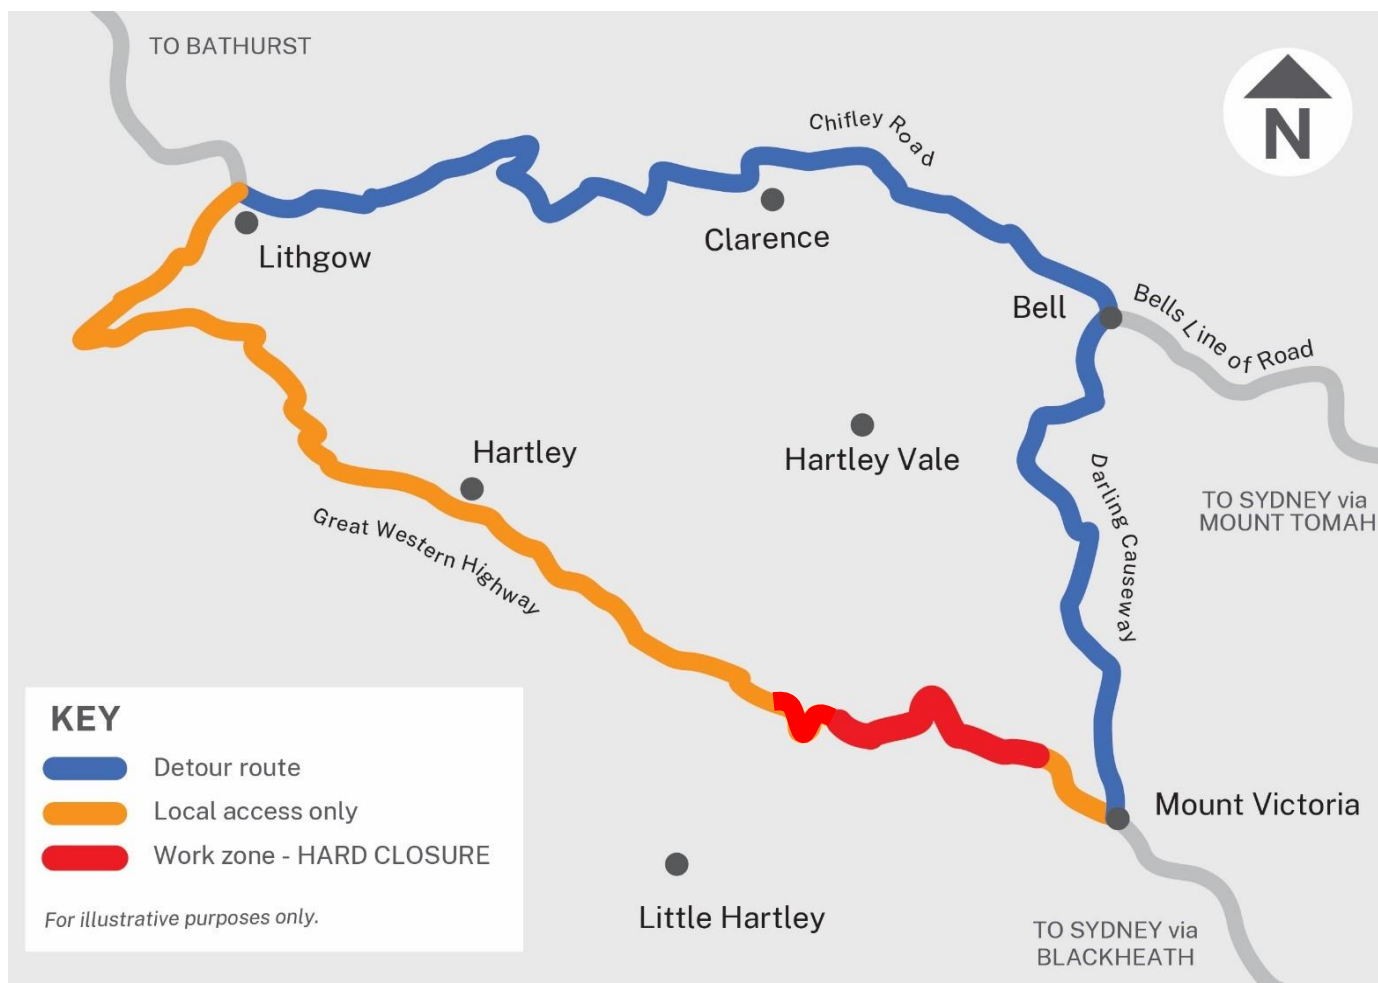 TO BATHURST
N
Chifley Road
Clarence
Lithgow
Bell
Bells Line of Road
Hartley
Hartley Vale
Great Western Highway
Darling Causeway
TO SYDNEY via
MOUNT TOMAH
KEY
Detour route
Local access only
Work zone - HARD CLOSURE
For illustrative purposes only.
Mount Victoria
Little Hartley
TO SYDNEY via
BLACKHEATH